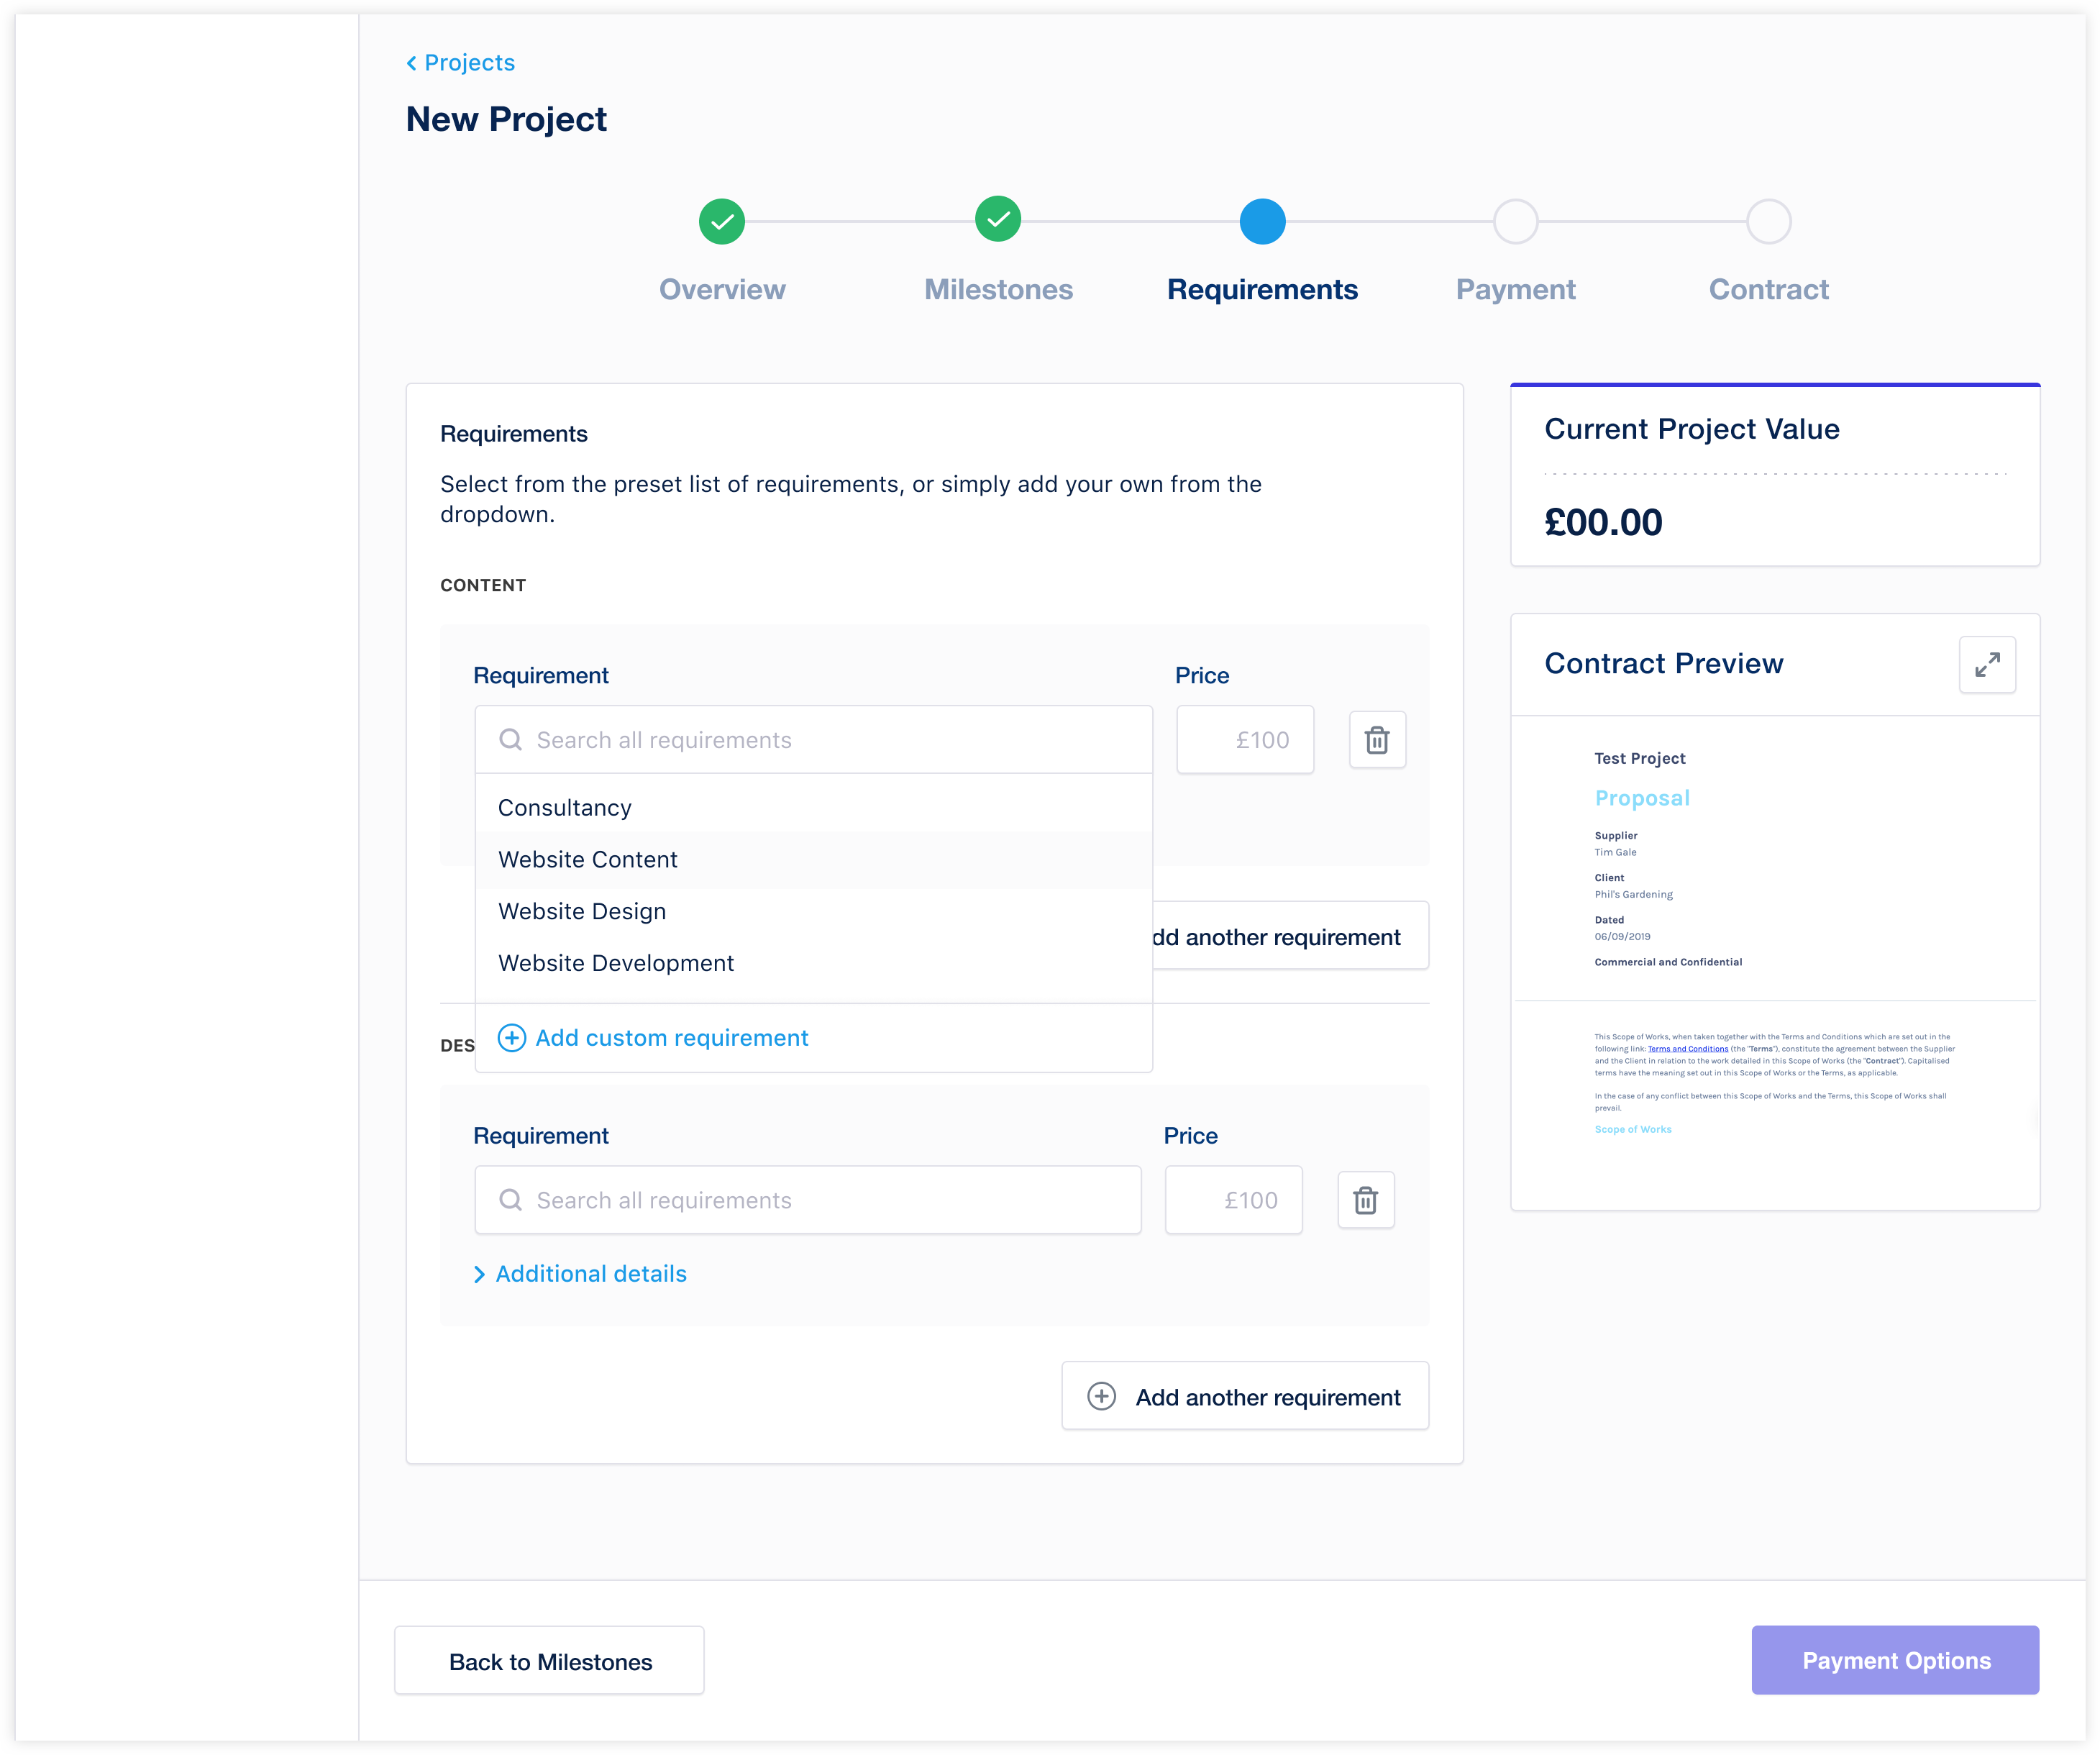 Projects
New Project
Overview
Milestones
Requirements
Payment
Contract
Requirements
Select from the preset list of requirements, or simply add your own from the
dropdown.
CONTENT
Requirement
Price
Search all requirements
£100
Consultancy
Website Content
Website Design
Website Development
dd another requirement
Add custom requirement
DES
Requirement
Price
Search all requirements
£100
Additional details
Add another requirement
Current Project Value
£00.00
Contract Preview
Test Project
Proposal
Supplier
Tim Gale
Client
Phil's Gardening
Dated
06/09/2019
Commercial and Confidential
This Scope of Works, when taken together with the Terms and Conditions which are set out in the
following link: Terms and Conditions (the "Terms"), constitute the agreement between the Supplier
and the Client in relation to the work detailed in this Scope of Works (the "Contract"). Capitalised
terms have the meaning set out in this Scope of Works or the Terms, as applicable.
In the case of any conflict between this Scope of Works and the Terms, this Scope of Works shall
prevail.
Scope of Works
Back to Milestones
Payment Options